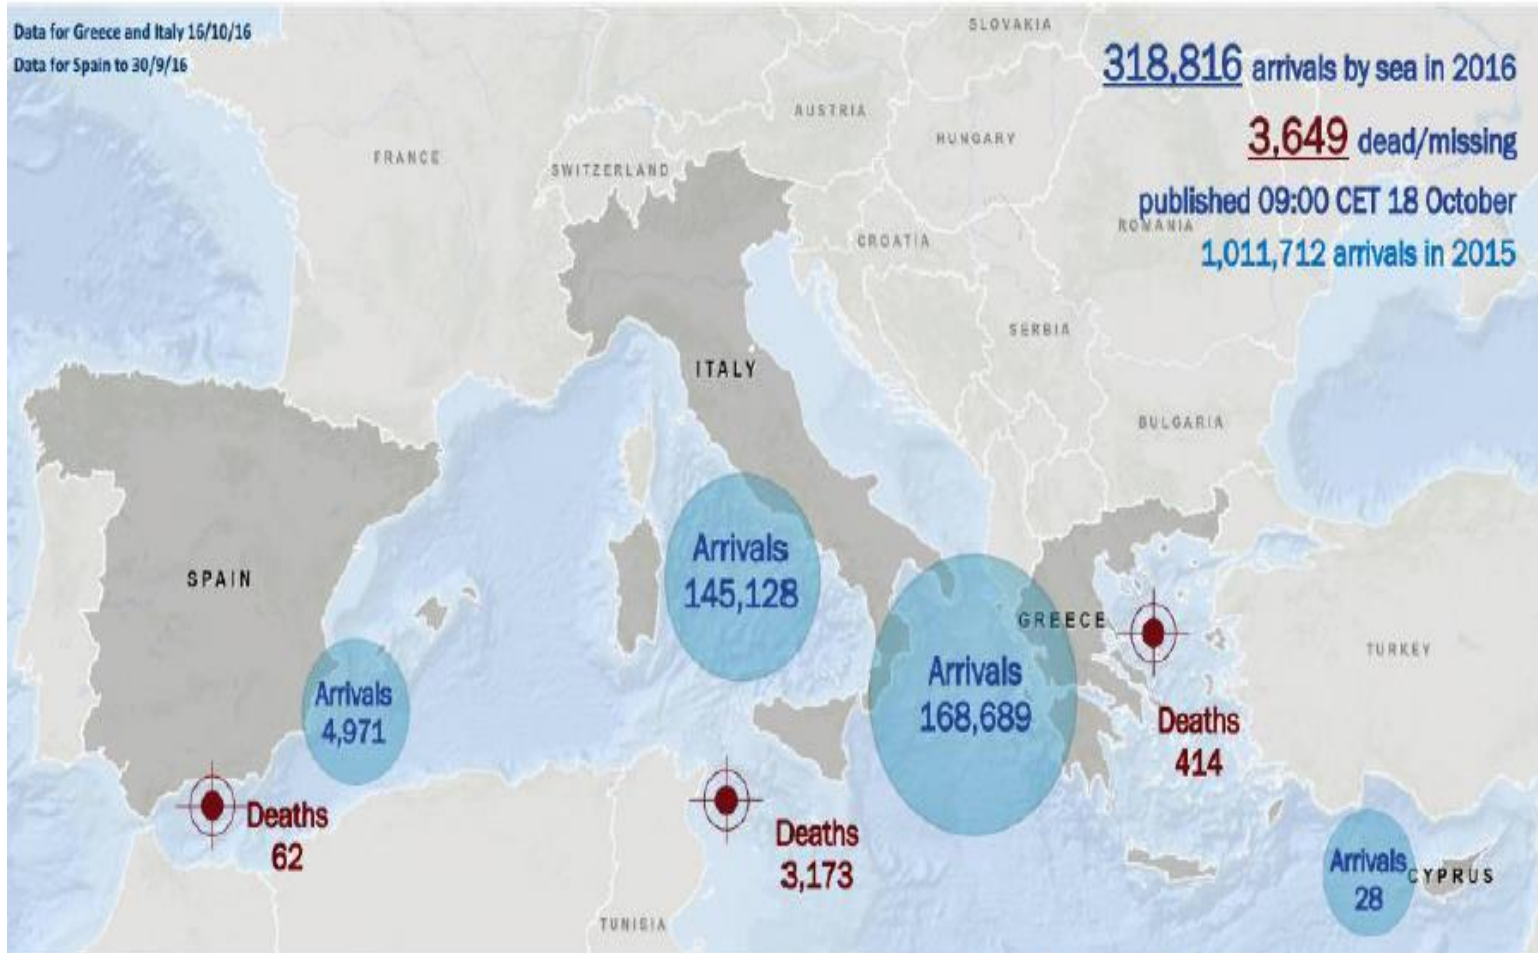 Data for Greece and Italy 16/10/16
Data for Spain to 30/9/16
318,816 arrivals by sea in 2016
3,649 dead/missing
published 09:00 CET 18 October
1,011,712 arrivals in 2015
SLOVAKIA
AUSTRIA
HUNGARY
FRANCE
SWITZERLAND
ROMANIA
CROATIA
SERBIA
ITALY
BULGARIA
Arrivals
145,128
SPAIN
GREECE
TURKEY
Arrivals
4,971
Arrivals
168,689
Deaths
414
Deaths
62
Deaths
3,173
Arrivals
28
CYPRUS
TUNISIA